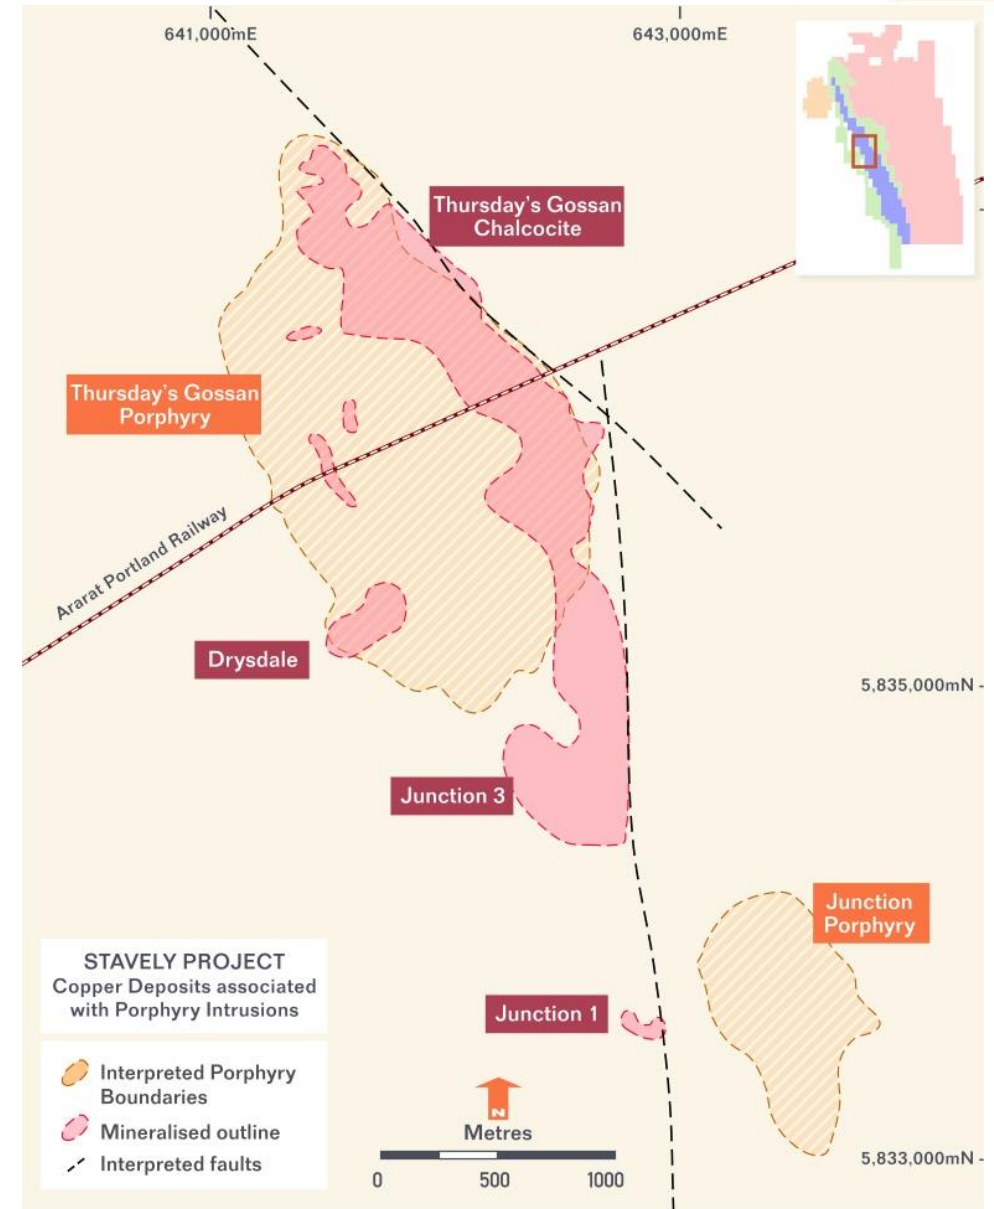 641,000mE
643,000mE
Thursday's Gossan
Chalcocite
Thursday's Gossan
Porphyry
Ararat Portland Railway
Drysdale
5,835,000mN
Junction 3
Junction
Porphyry
STAVELY PROJECT
Copper Deposits associated
with Porphyry Intrusions
Junction 1
Interpreted Porphyry
Boundaries
Mineralised outline
Interpreted faults
N
Metres
0 500 1000
5,833,000mN